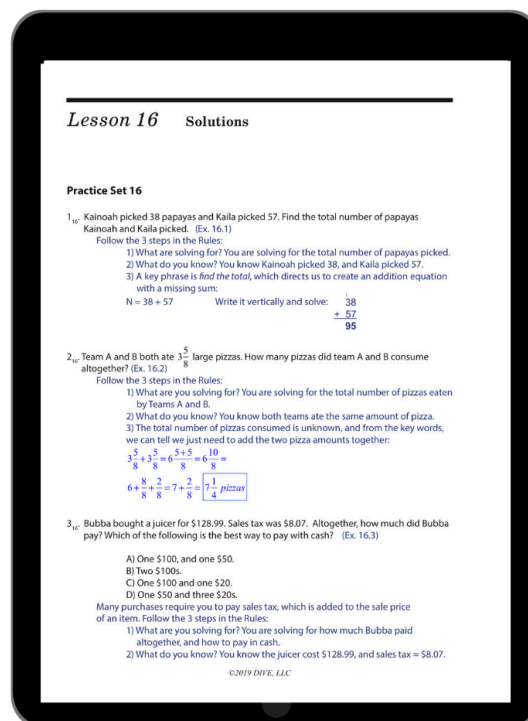 Lesson 16 Solutions
Practice Set 16
1₁₆. Kainoah picked 38 papayas and Kaila picked 57. Find the total number of papayas
Kainoah and Kaila picked. (Ex. 16.1)
Follow the 3 steps in the Rules:
1) What are solving for? You are solving for the total number of papayas picked.
2) What do you know? You know Kainoah picked 38, and Kaila picked 57.
3) A key phrase is find the total, which directs us to create an addition equation
with a missing sum:
N = 38 + 57 Write it vertically and solve:
1
38
+ 57
95
2₁₆. Team A and B both ate 3 5/8 large pizzas. How many pizzas did team A and B consume
altogether? (Ex. 16.2)
Follow the 3 steps in the Rules:
1) What are you solving for? You are solving for the total number of pizzas eaten
by Teams A and B.
2) What do you know? You know both teams ate the same amount of pizza.
3) The total number of pizzas consumed is unknown, and from the key words,
we can tell we just need to add the two pizza amounts together:
3 5/8 + 3 5/8 = 6 (5+5)/8 = 6 10/8 =
6 + 8/8 + 2/8 = 7 + 2/8 = 7 1/4 pizzas
3₁₆. Bubba bought a juicer for $128.99. Sales tax was $8.07. Altogether, how much did Bubba
pay? Which of the following is the best way to pay with cash? (Ex. 16.3)
A) One $100, and one $50.
B) Two $100s.
C) One $100 and one $20.
D) One $50 and three $20s.
Many purchases require you to pay sales tax, which is added to the sale price
of an item. Follow the 3 steps in the Rules:
1) What are you solving for? You are solving for how much Bubba paid
altogether, and how to pay in cash.
2) What do you know? You know the juicer cost $128.99, and sales tax = $8.07.
©2019 DIVE, LLC